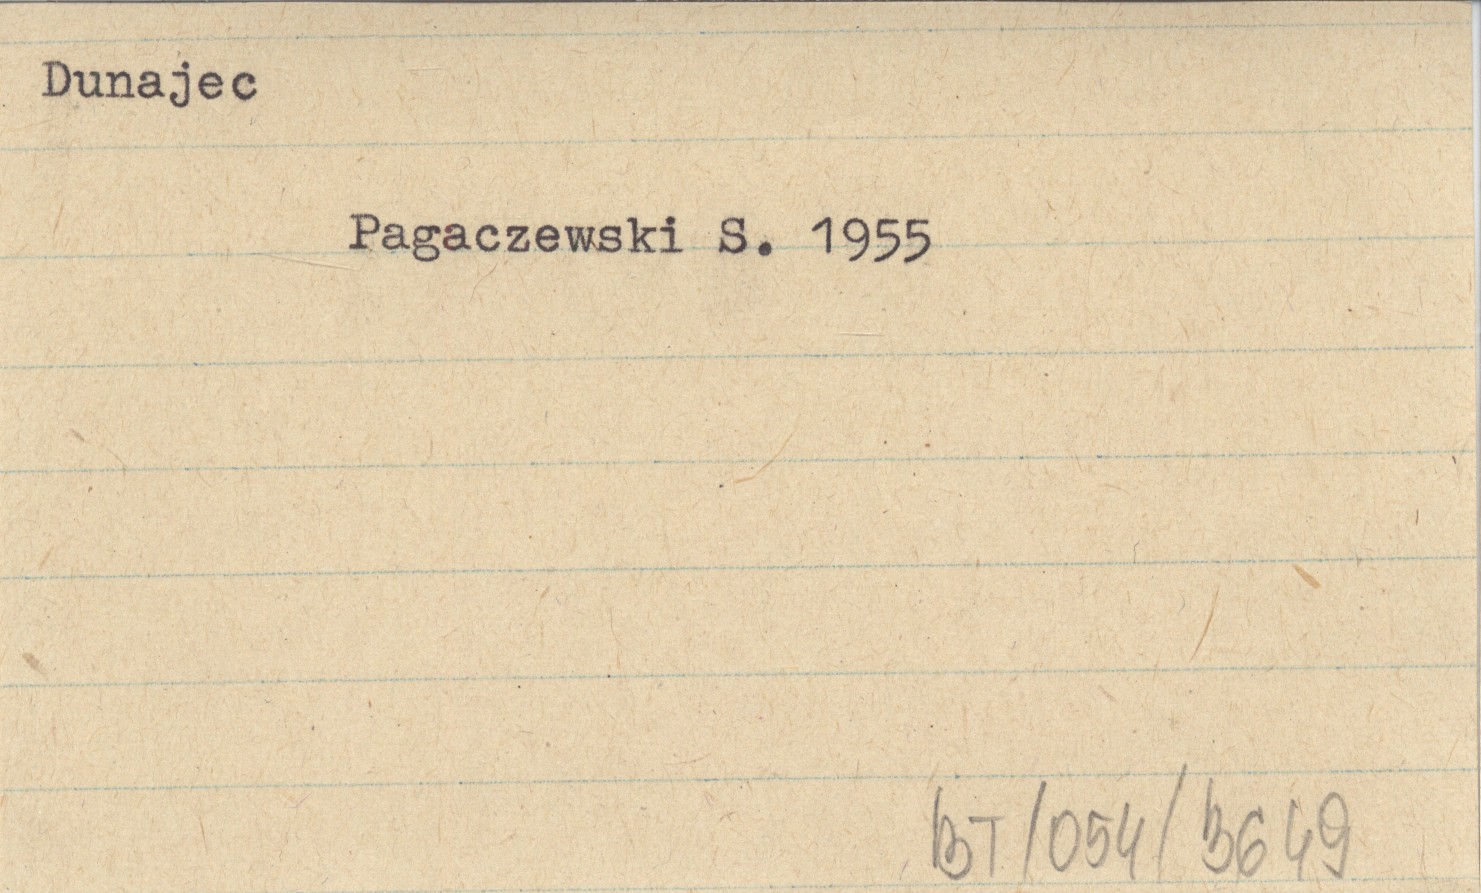 Dunajec
Pagaczewski S. 1955
BT/054/3649